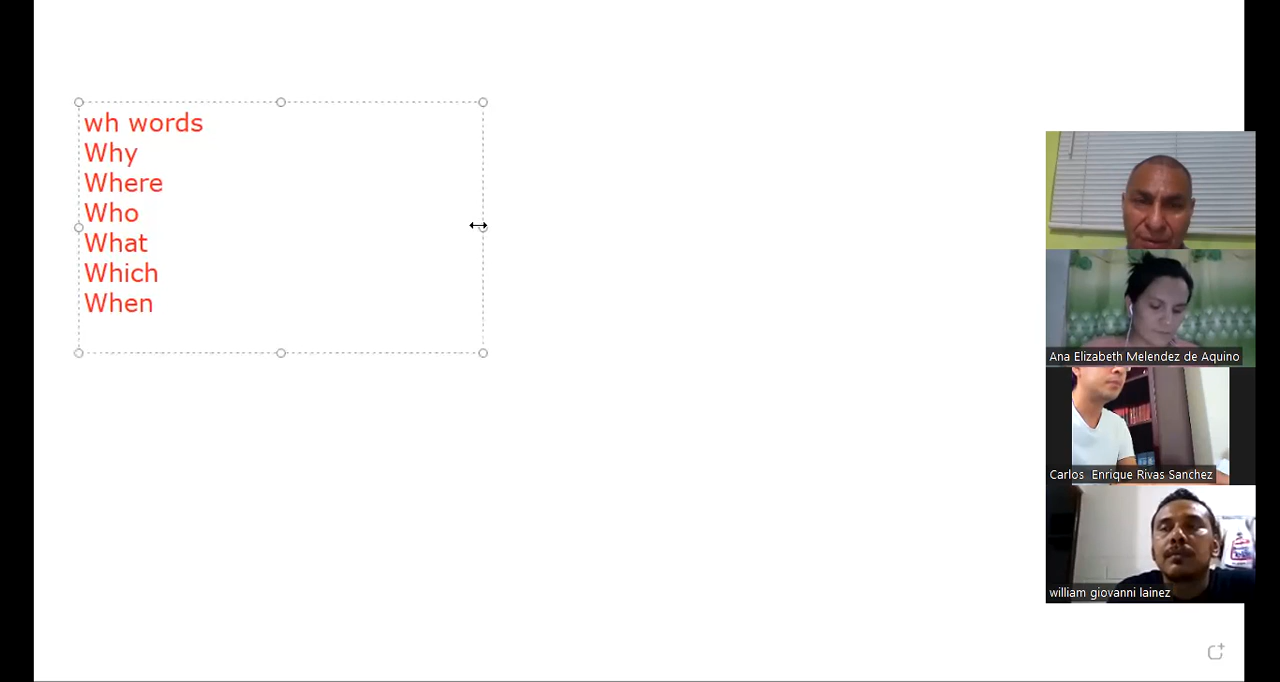 wh words
Why
Where
Who
What
Which
When
Ana Elizabeth Melendez de Aquino
Carlos  Enrique Rivas Sanchez
william giovanni lainez